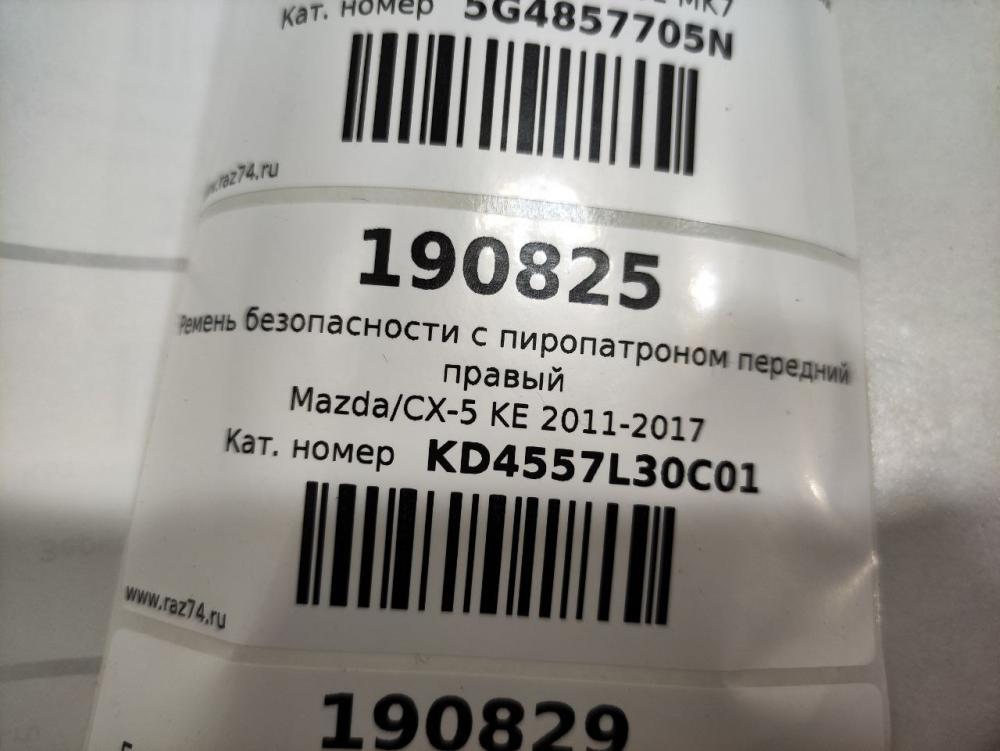 MK7
Кат. номер 5G4857705N
www.raz74.ru
190825
Ремень безопасности с пиропатроном передний
правый
Mazda/CX-5 KE 2011-2017
Кат. номер KD4557L30C01
www.raz74.ru
190829